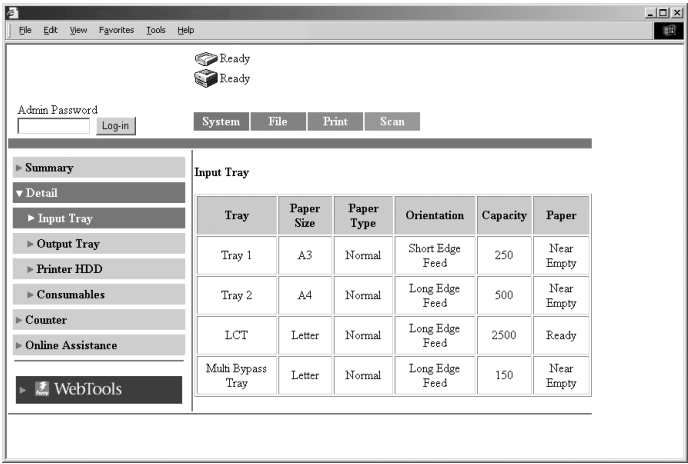 File Edit View Favorites Tools Help
Ready
Ready
Admin Password
Log-in
System File Print Scan
Summary
Detail
Input Tray
Output Tray
Printer HDD
Consumables
Counter
Online Assistance
WebTools
Input Tray
Tray Paper Size Paper Type Orientation Capacity Paper
Tray 1 A3 Normal Short Edge Feed 250 Near Empty
Tray 2 A4 Normal Long Edge Feed 500 Near Empty
LCT Letter Normal Long Edge Feed 2500 Ready
Multi Bypass Tray Letter Normal Long Edge Feed 150 Near Empty